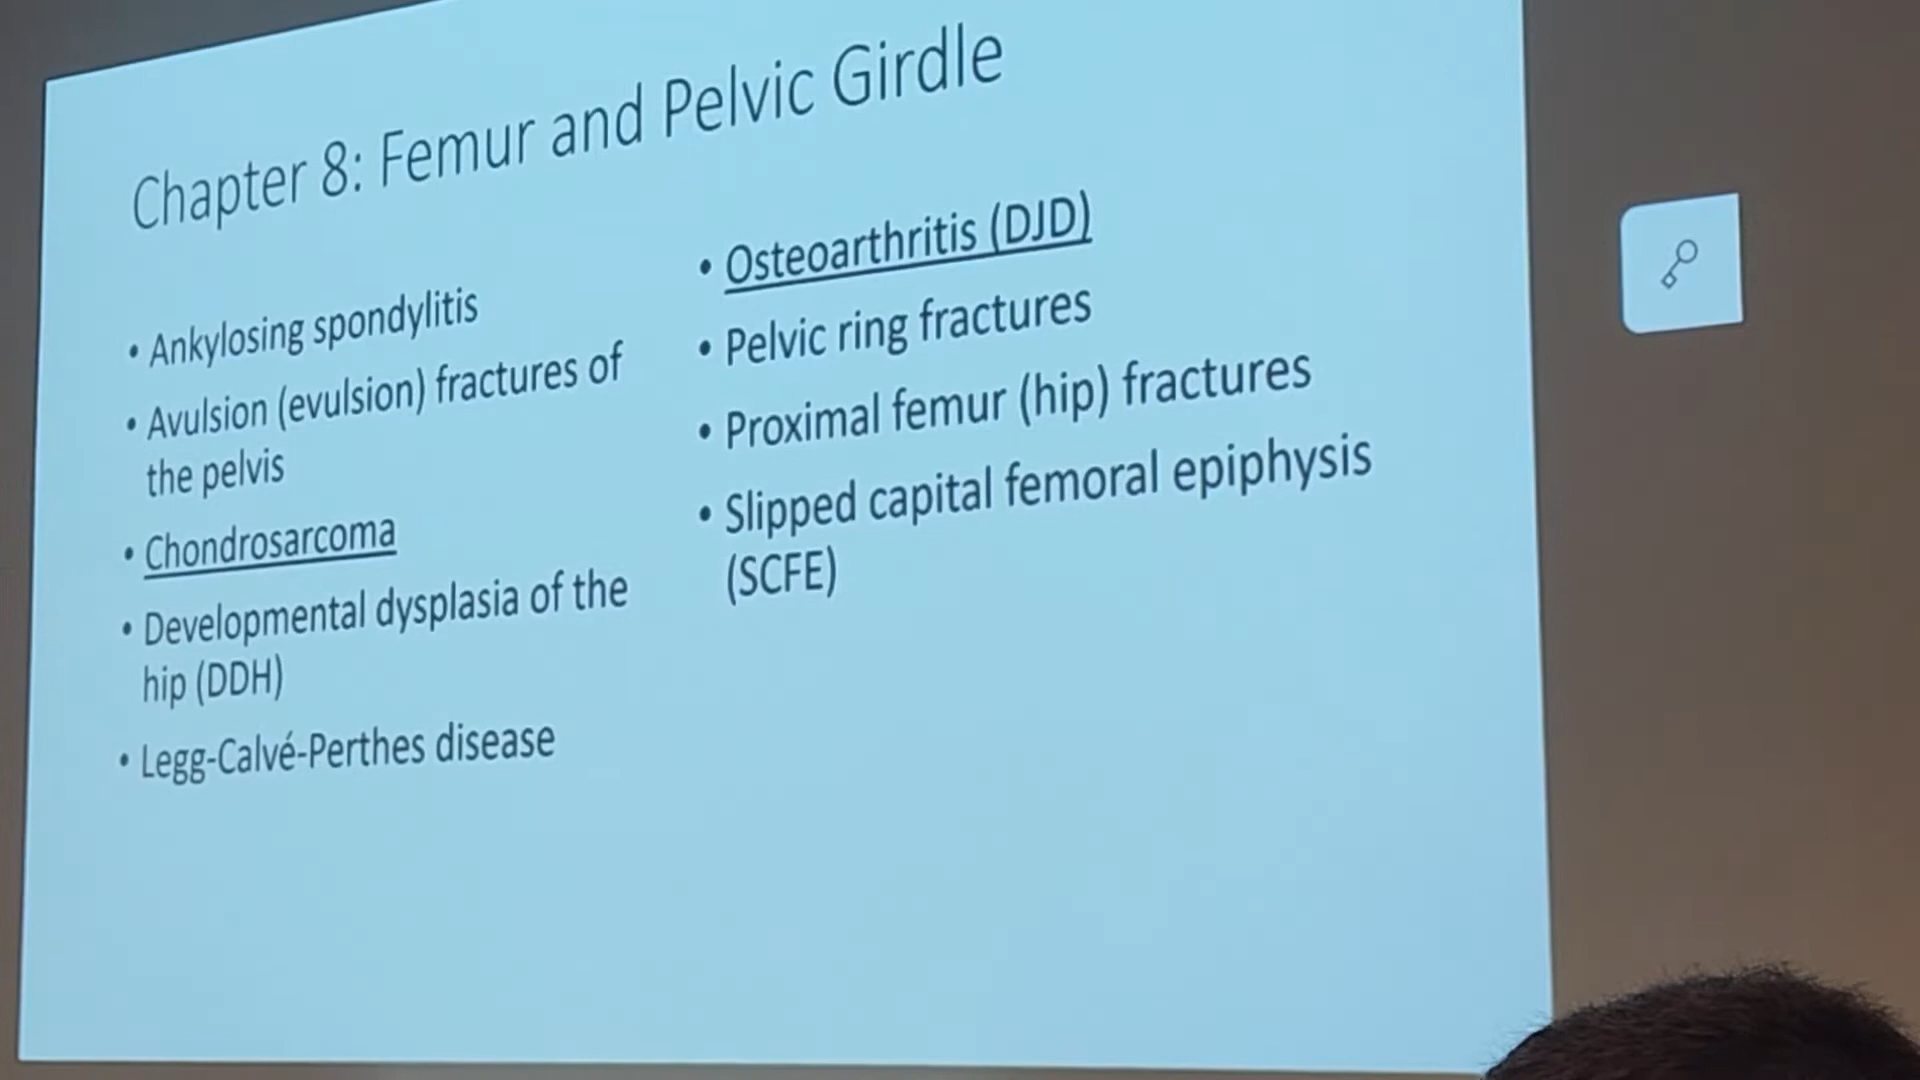 Chapter 8: Femur and Pelvic Girdle
• Ankylosing spondylitis
• Avulsion (evulsion) fractures of
the pelvis
• Chondrosarcoma
• Developmental dysplasia of the
hip (DDH)
• Legg-Calvé-Perthes disease
• Osteoarthritis (DJD)
• Pelvic ring fractures
• Proximal femur (hip) fractures
• Slipped capital femoral epiphysis
(SCFE)